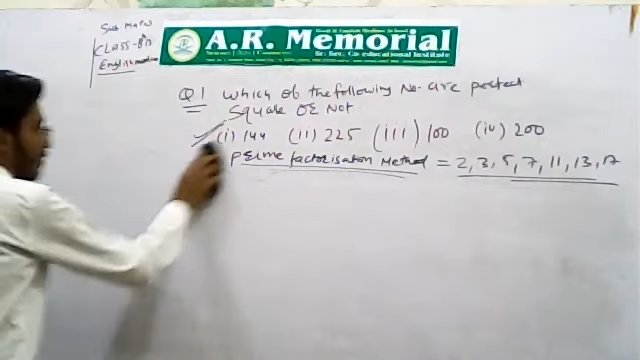 Sub Maths
CLASS-8th
English medium
A.R. Memorial
Q1 Which of the following No. are perfect
Square or Not.
(i) 144 (ii) 225 (iii) 100 (iv) 200
Prime factorisation Method = 2, 3, 5, 7, 11, 13, 17